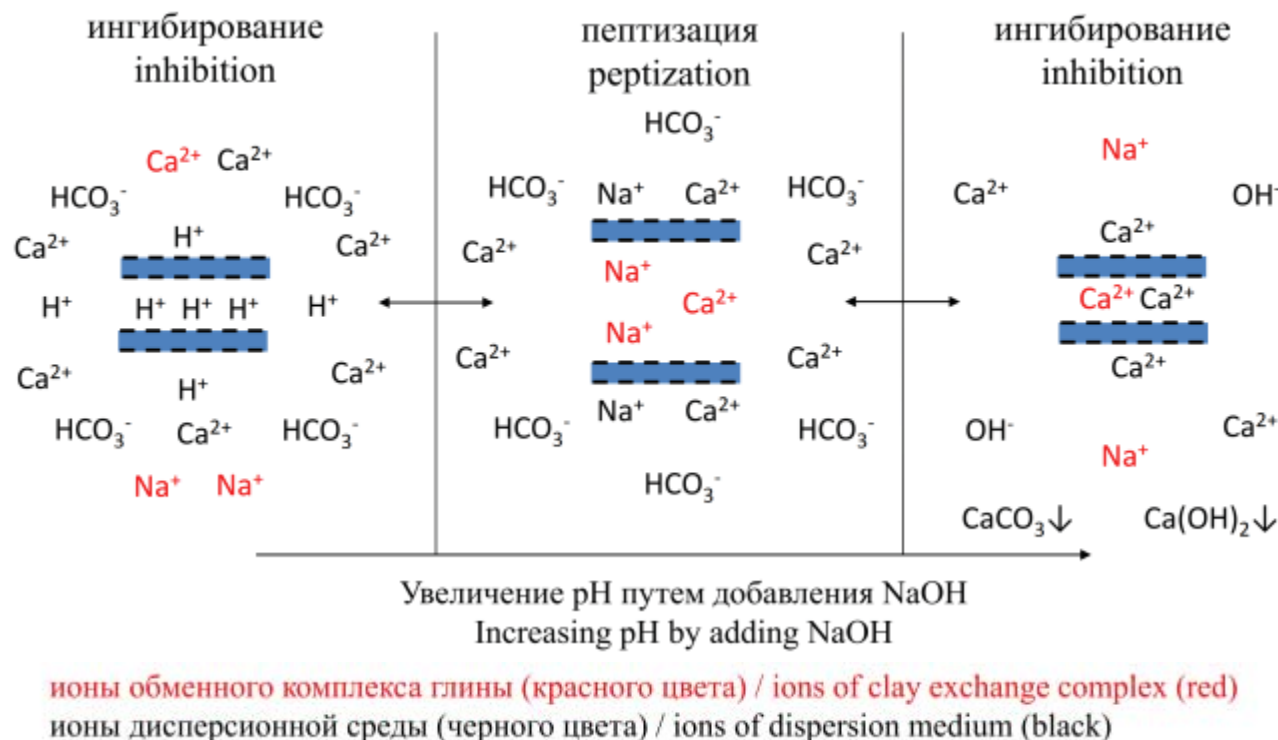 ингибирование
inhibition
пептизация
peptization
ингибирование
inhibition
Ca²⁺ Ca²⁺
HCO₃⁻ HCO₃⁻
H⁺
Ca²⁺ Ca²⁺
H⁺ H⁺ H⁺ H⁺ H⁺
Ca²⁺ Ca²⁺
H⁺
HCO₃⁻ Ca²⁺ HCO₃⁻
Na⁺ Na⁺
HCO₃⁻
HCO₃⁻ Na⁺ Ca²⁺ HCO₃⁻
Ca²⁺ Ca²⁺
Na⁺
Ca²⁺
Na⁺
Ca²⁺ Ca²⁺
Na⁺ Ca²⁺
HCO₃⁻ HCO₃⁻
HCO₃⁻
Na⁺
Ca²⁺ OH⁻
Ca²⁺
Ca²⁺ Ca²⁺
Ca²⁺
OH⁻ Ca²⁺
Na⁺
CaCO₃↓ Ca(OH)₂↓
Увеличение pH путем добавления NaOH
Increasing pH by adding NaOH
ионы обменного комплекса глины (красного цвета) / ions of clay exchange complex (red)
ионы дисперсионной среды (черного цвета) / ions of dispersion medium (black)